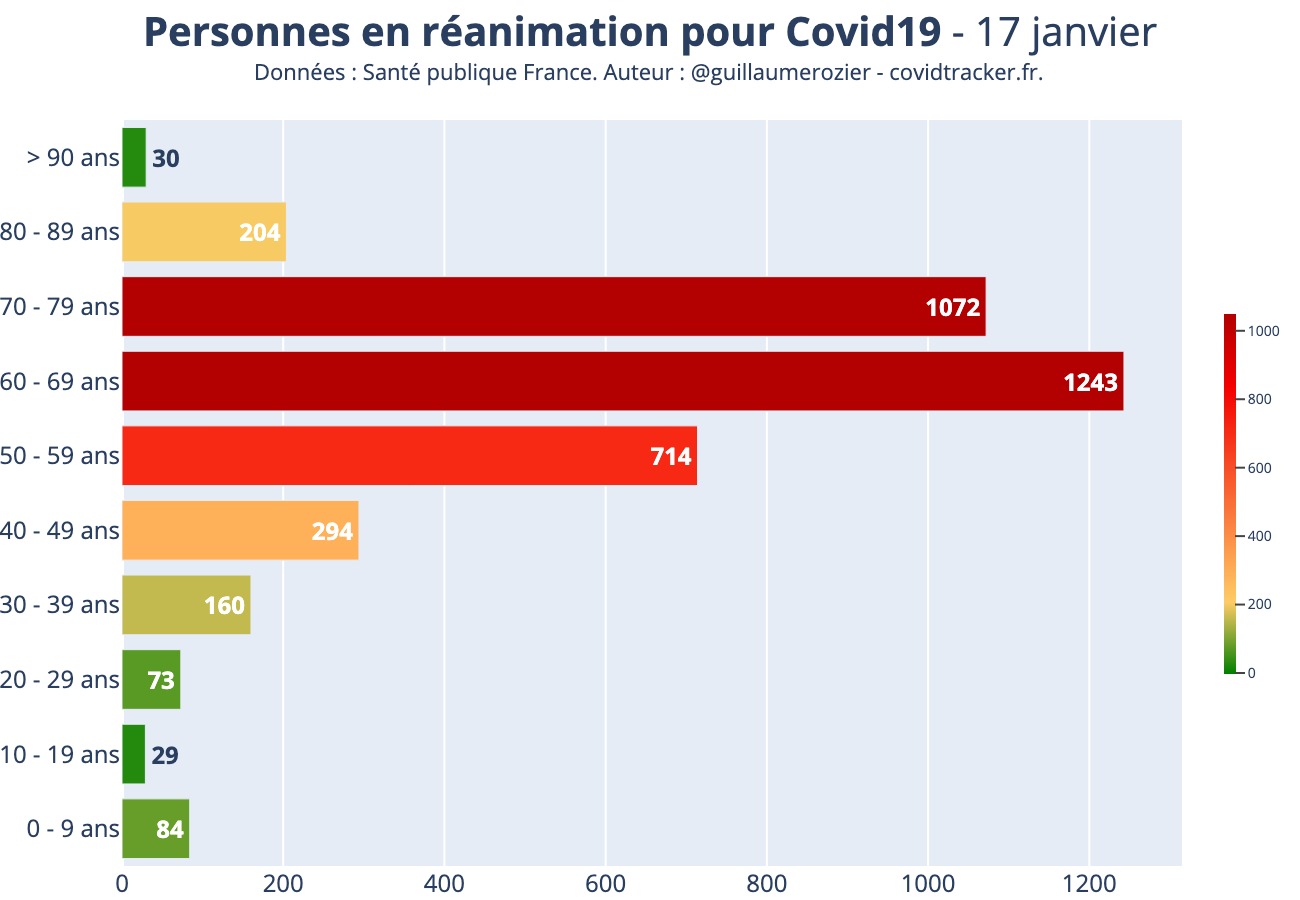 Personnes en réanimation pour Covid19 - 17 janvier
Données : Santé publique France. Auteur : @guillaumerozier - covidtracker.fr.
> 90 ans 30
80 - 89 ans 204
70 - 79 ans 1072
60 - 69 ans 1243
50 - 59 ans 714
40 - 49 ans 294
30 - 39 ans 160
20 - 29 ans 73
10 - 19 ans 29
0 - 9 ans 84
0 200 400 600 800 1000 1200
1000
800
600
400
200
0